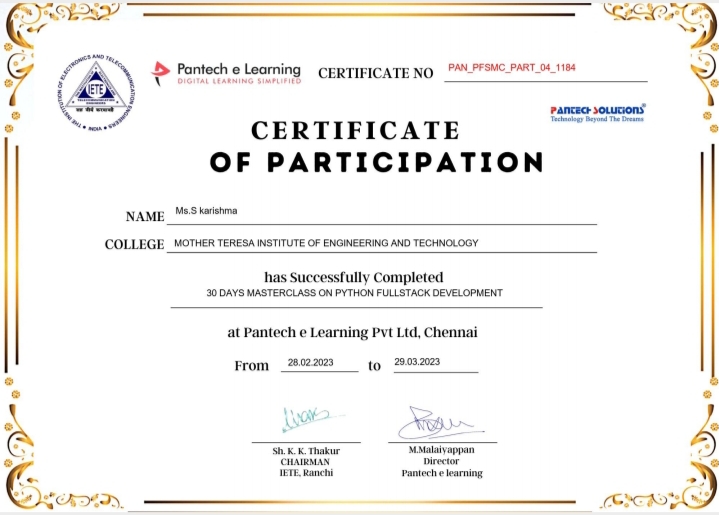 THE INSTITUTION OF ELECTRONICS AND TELECOMMUNICATION ENGINEERS
INDIA
IETE
Pantech e Learning
DIGITAL LEARNING SIMPLIFIED
CERTIFICATE NO PAN_PFSMC_PART_04_1184
PANTECH SOLUTIONS
Technology Beyond The Dreams
CERTIFICATE
OF PARTICIPATION
NAME Ms.S karishma
COLLEGE MOTHER TERESA INSTITUTE OF ENGINEERING AND TECHNOLOGY
has Successfully Completed
30 DAYS MASTERCLASS ON PYTHON FULLSTACK DEVELOPMENT
at Pantech e Learning Pvt Ltd, Chennai
From 28.02.2023 to 29.03.2023
Sh. K. K. Thakur
CHAIRMAN
IETE, Ranchi
M.Malaiyappan
Director
Pantech e learning